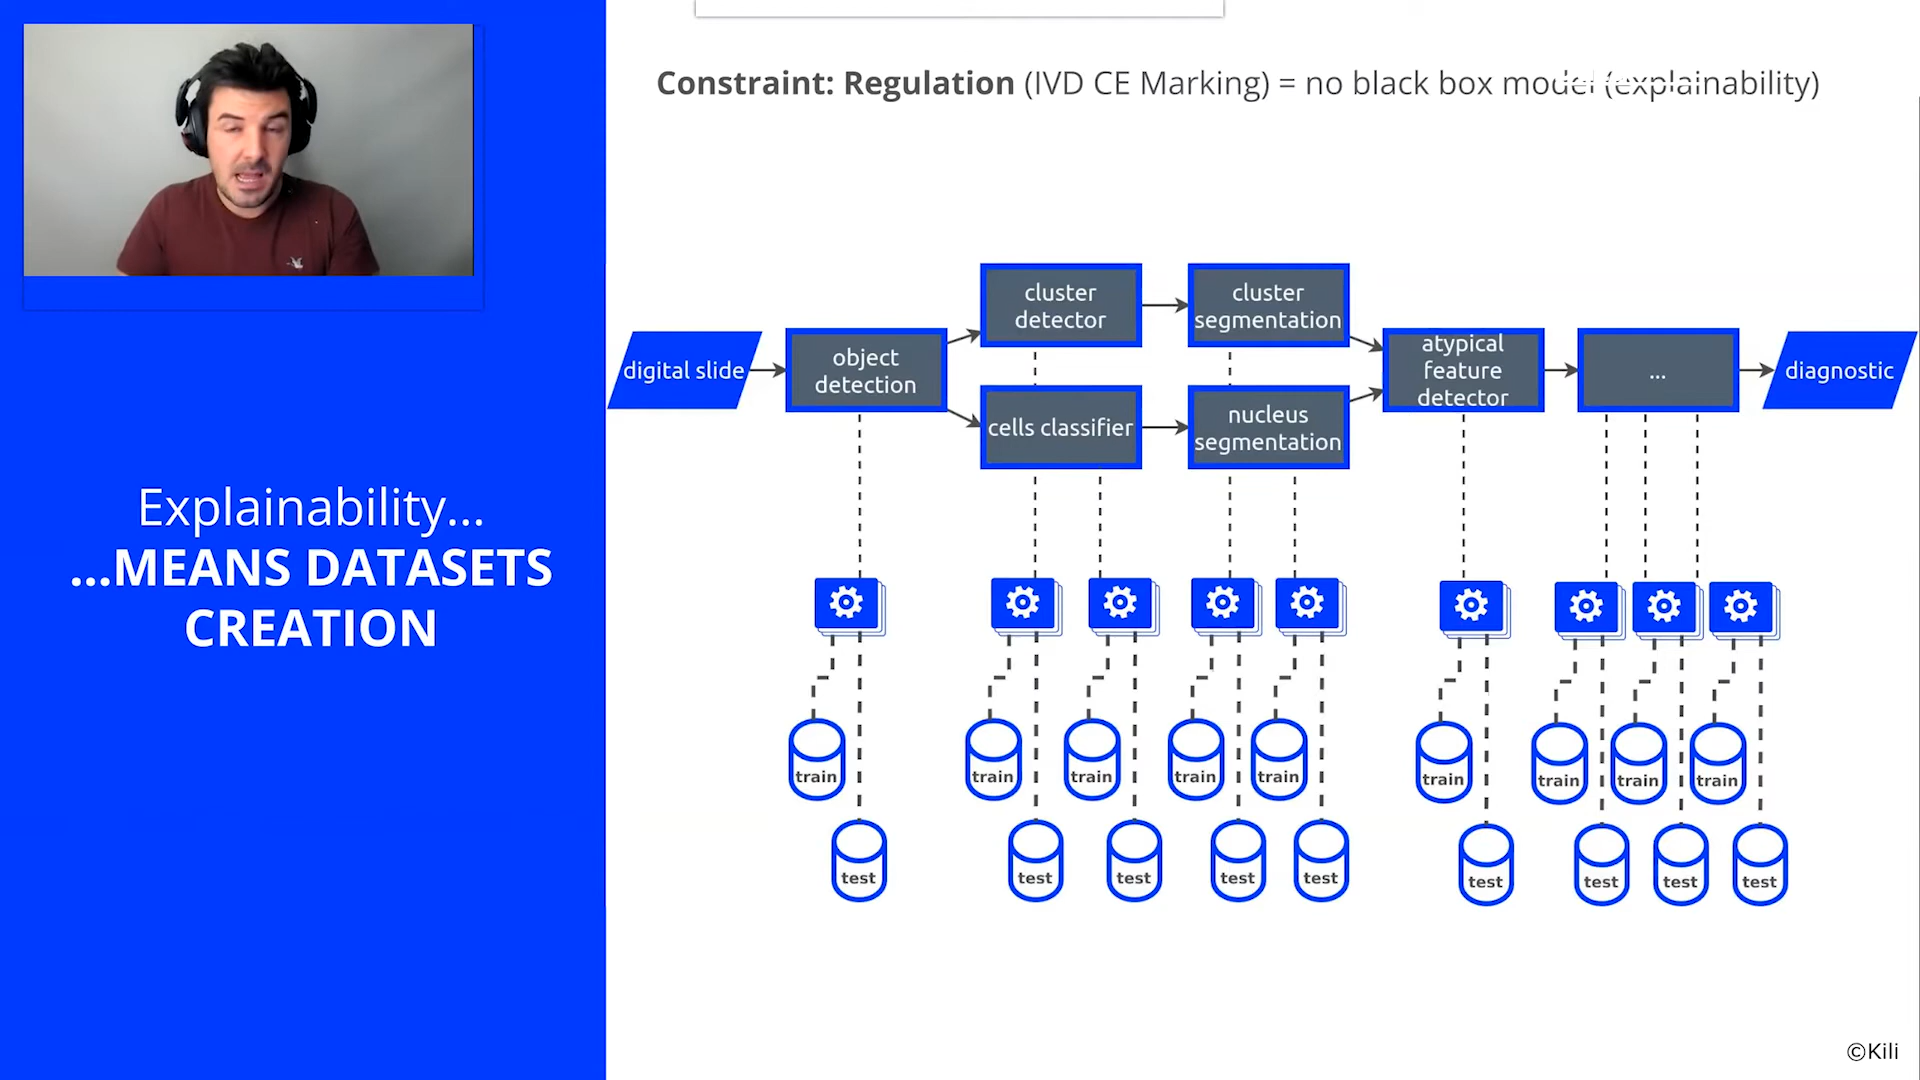 Constraint: Regulation (IVD CE Marking) = no black box model (explainability)
Explainability...
...MEANS DATASETS
CREATION
digital slide
object
detection
cluster
detector
cluster
segmentation
cells classifier
nucleus
segmentation
atypical
feature
detector
...
diagnostic
train
train
train
train
train
train
train
train
train
test
test
test
test
test
test
test
test
test
©Kili